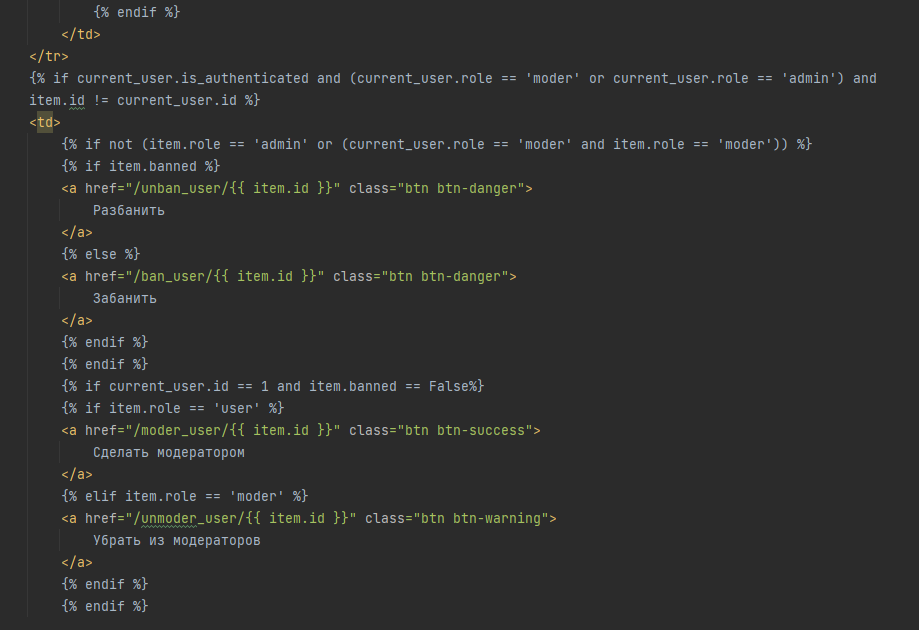 {% endif %}
</td>
</tr>
{% if current_user.is_authenticated and (current_user.role == 'moder' or current_user.role == 'admin') and
item.id != current_user.id %}
<td>
{% if not (item.role == 'admin' or (current_user.role == 'moder' and item.role == 'moder')) %}
{% if item.banned %}
<a href="/unban_user/{{ item.id }}" class="btn btn-danger">
Разбанить
</a>
{% else %}
<a href="/ban_user/{{ item.id }}" class="btn btn-danger">
Забанить
</a>
{% endif %}
{% endif %}
{% if current_user.id == 1 and item.banned == False%}
{% if item.role == 'user' %}
<a href="/moder_user/{{ item.id }}" class="btn btn-success">
Сделать модератором
</a>
{% elif item.role == 'moder' %}
<a href="/unmoder_user/{{ item.id }}" class="btn btn-warning">
Убрать из модераторов
</a>
{% endif %}
{% endif %}